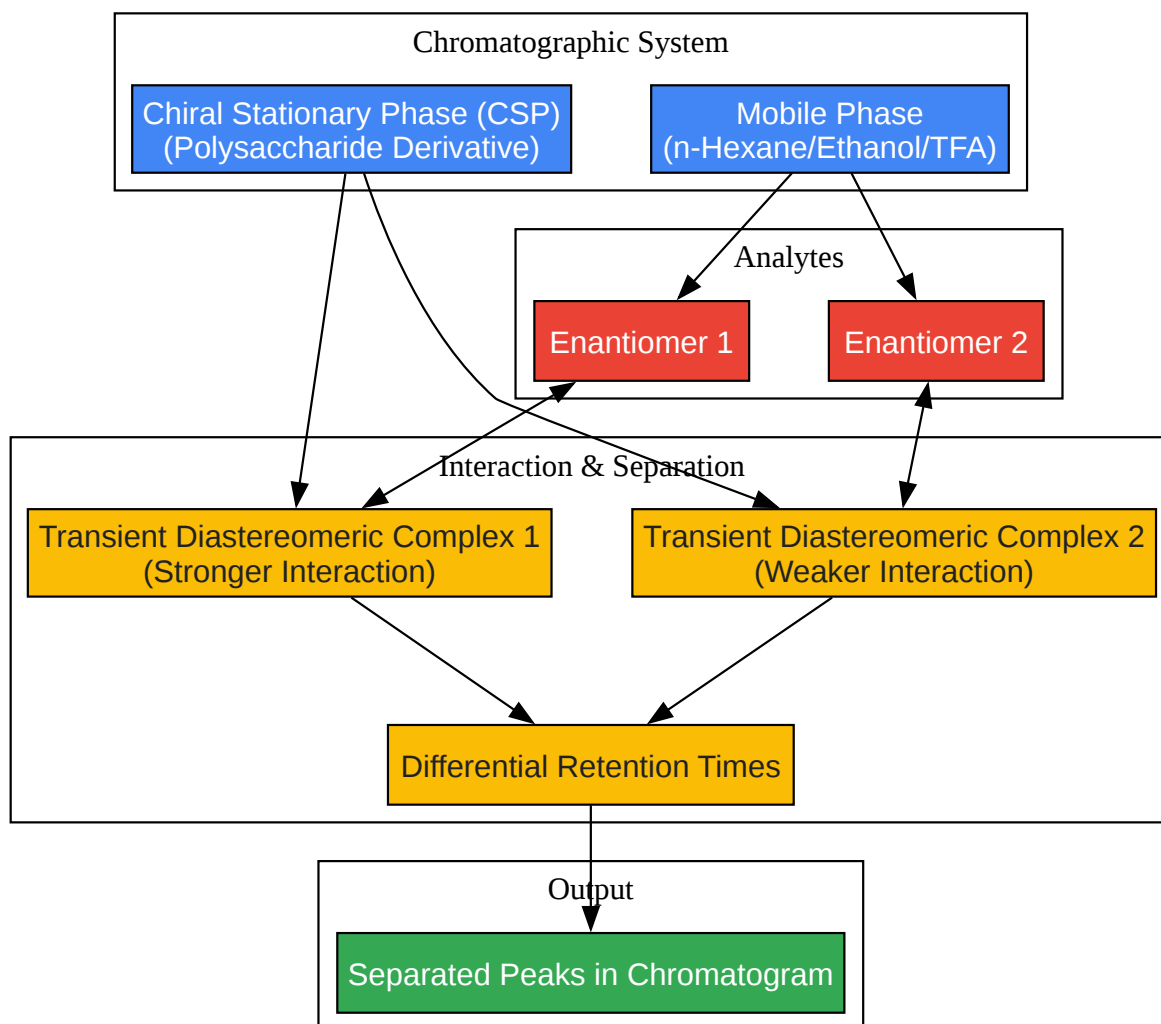 Chromatographic System
Chiral Stationary Phase (CSP)
(Polysaccharide Derivative)
Mobile Phase
(n-Hexane/Ethanol/TFA)
Analytes
Enantiomer 1
Enantiomer 2
Interaction & Separation
Transient Diastereomeric Complex 1
(Stronger Interaction)
Transient Diastereomeric Complex 2
(Weaker Interaction)
Differential Retention Times
Output
Separated Peaks in Chromatogram